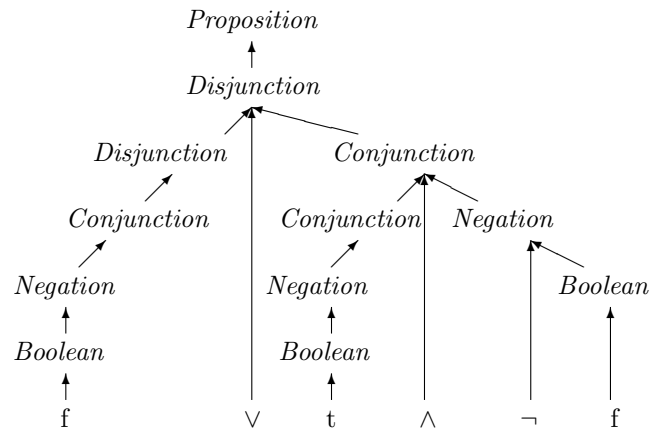 Proposition
Disjunction
Disjunction Conjunction
Conjunction Conjunction Negation
Negation Negation Boolean
Boolean Boolean
f ∨ t ∧ ¬ f